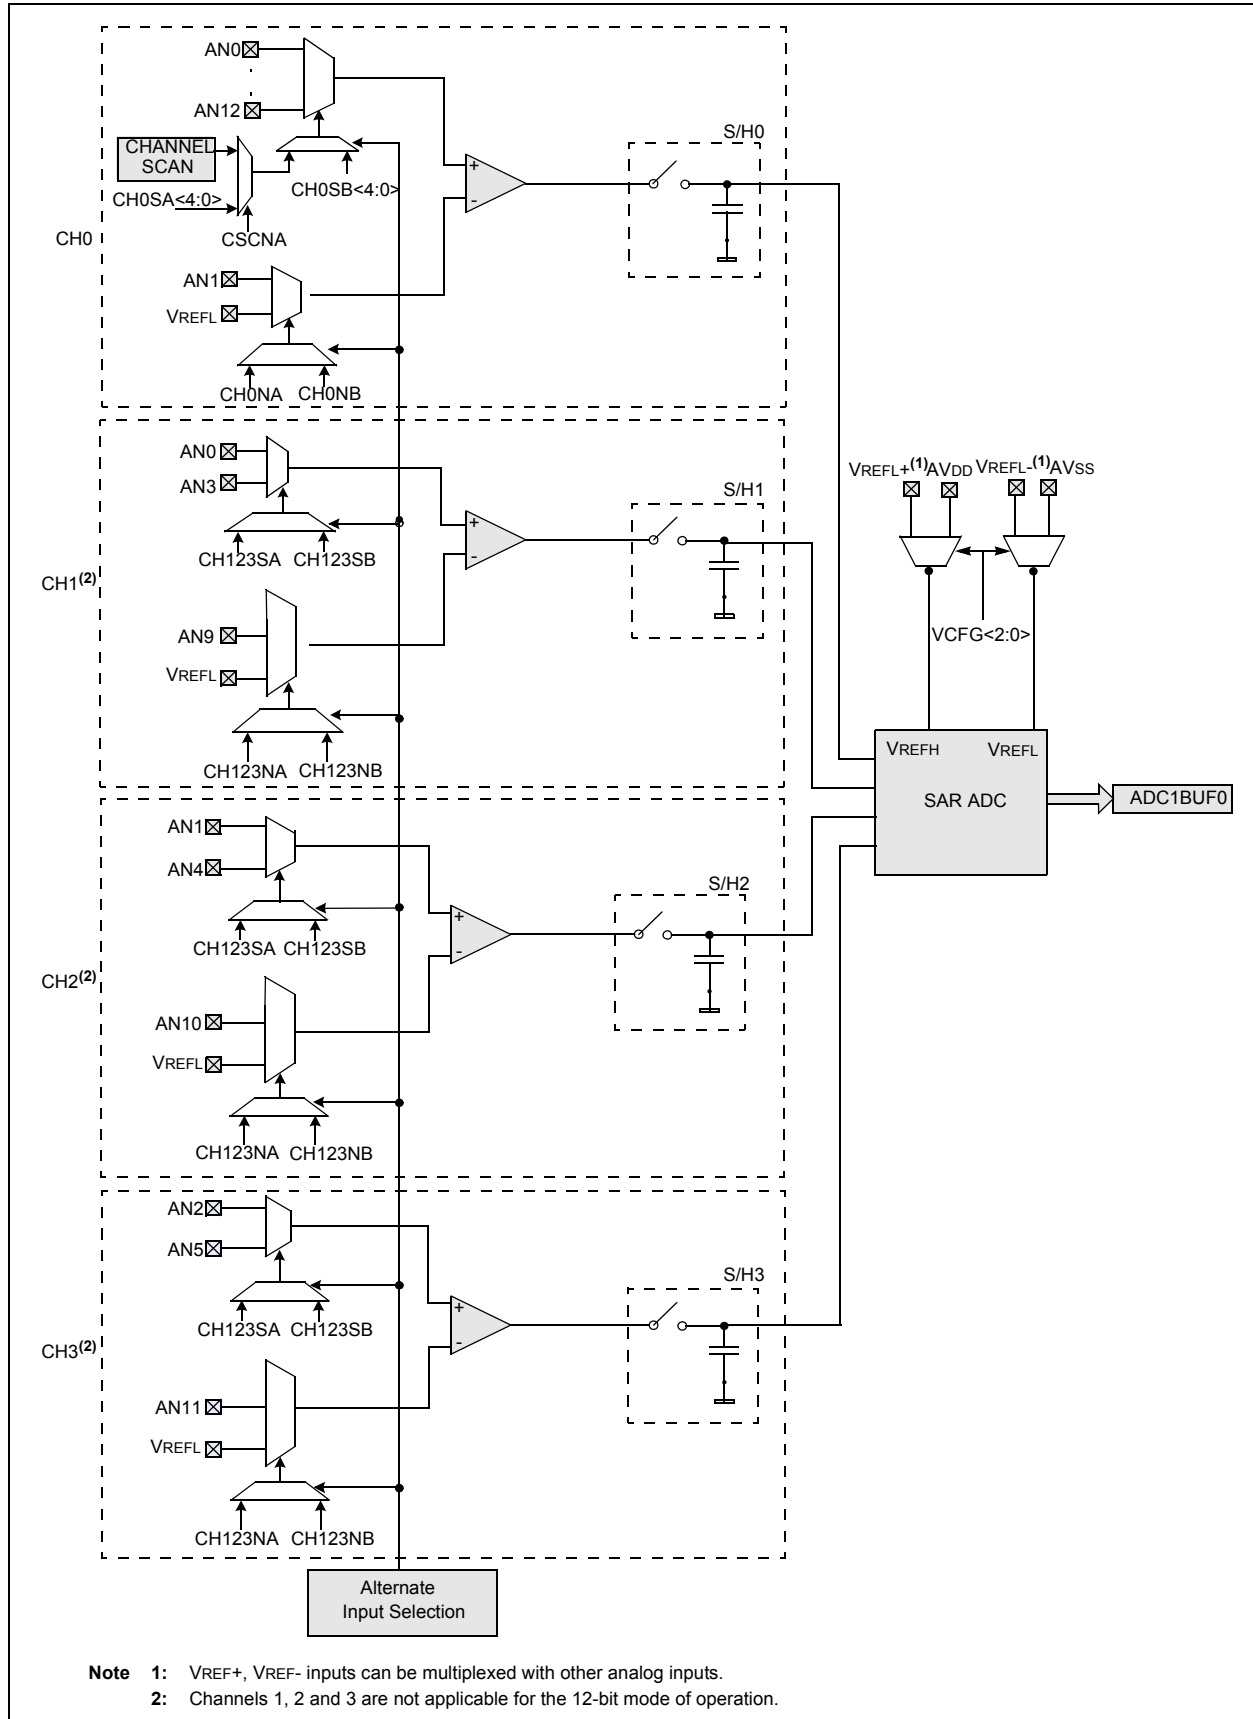 AN0
AN12
CHANNEL
SCAN
CH0SA<4:0>
CH0SB<4:0>
CSCNA
CH0
+
-
S/H0
AN1
VREFL
CH0NA CH0NB
AN0
AN3
CH123SA CH123SB
CH1(2)
+
-
S/H1
AN9
VREFL
CH123NA CH123NB
VREFL+(1)AVDD VREFL-(1)AVSS
VCFG<2:0>
VREFH VREFL
SAR ADC
ADC1BUF0
AN1
AN4
CH123SA CH123SB
CH2(2)
+
-
S/H2
AN10
VREFL
CH123NA CH123NB
AN2
AN5
CH123SA CH123SB
CH3(2)
+
-
S/H3
AN11
VREFL
CH123NA CH123NB
Alternate
Input Selection
Note 1: VREF+, VREF- inputs can be multiplexed with other analog inputs.
2: Channels 1, 2 and 3 are not applicable for the 12-bit mode of operation.